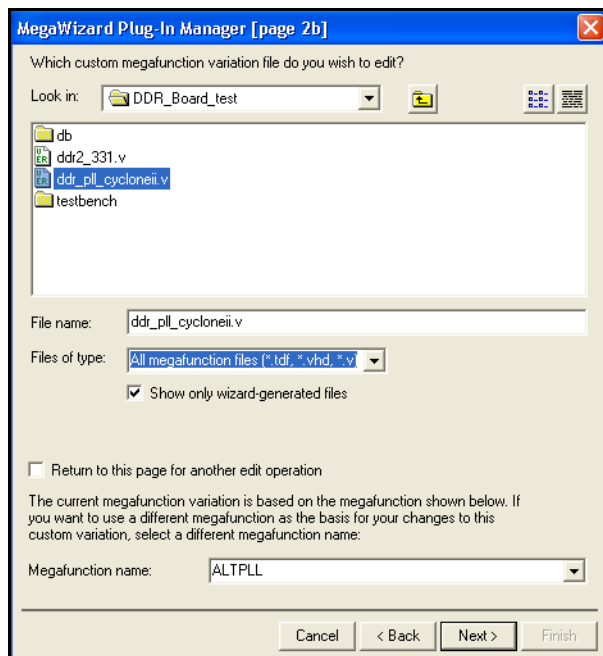 MegaWizard Plug-In Manager [page 2b]
Which custom megafunction variation file do you wish to edit?
Look in: DDR_Board_test
db
ddr2_331.v
ddr_pll_cycloneii.v
testbench
File name: ddr_pll_cycloneii.v
Files of type: All megafunction files (*.tdf, *.vhd, *.v)
Show only wizard-generated files
Return to this page for another edit operation
The current megafunction variation is based on the megafunction shown below. If
you want to use a different megafunction as the basis for your changes to this
custom variation, select a different megafunction name:
Megafunction name: ALTPLL
Cancel < Back Next > Finish